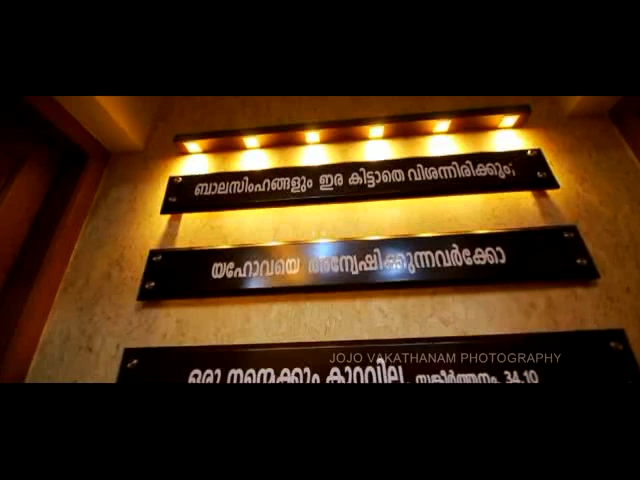 ബാലസിംഹങ്ങളും ഇര കിട്ടാതെ വിശന്നിരിക്കും;
യഹോവയെ അന്വേഷിക്കുന്നവർക്കോ
JOJO VAKATHANAM PHOTOGRAPHY
ഒരു നന്മെക്കും കുറവില്ല. സങ്കീർത്തനം. 34.10